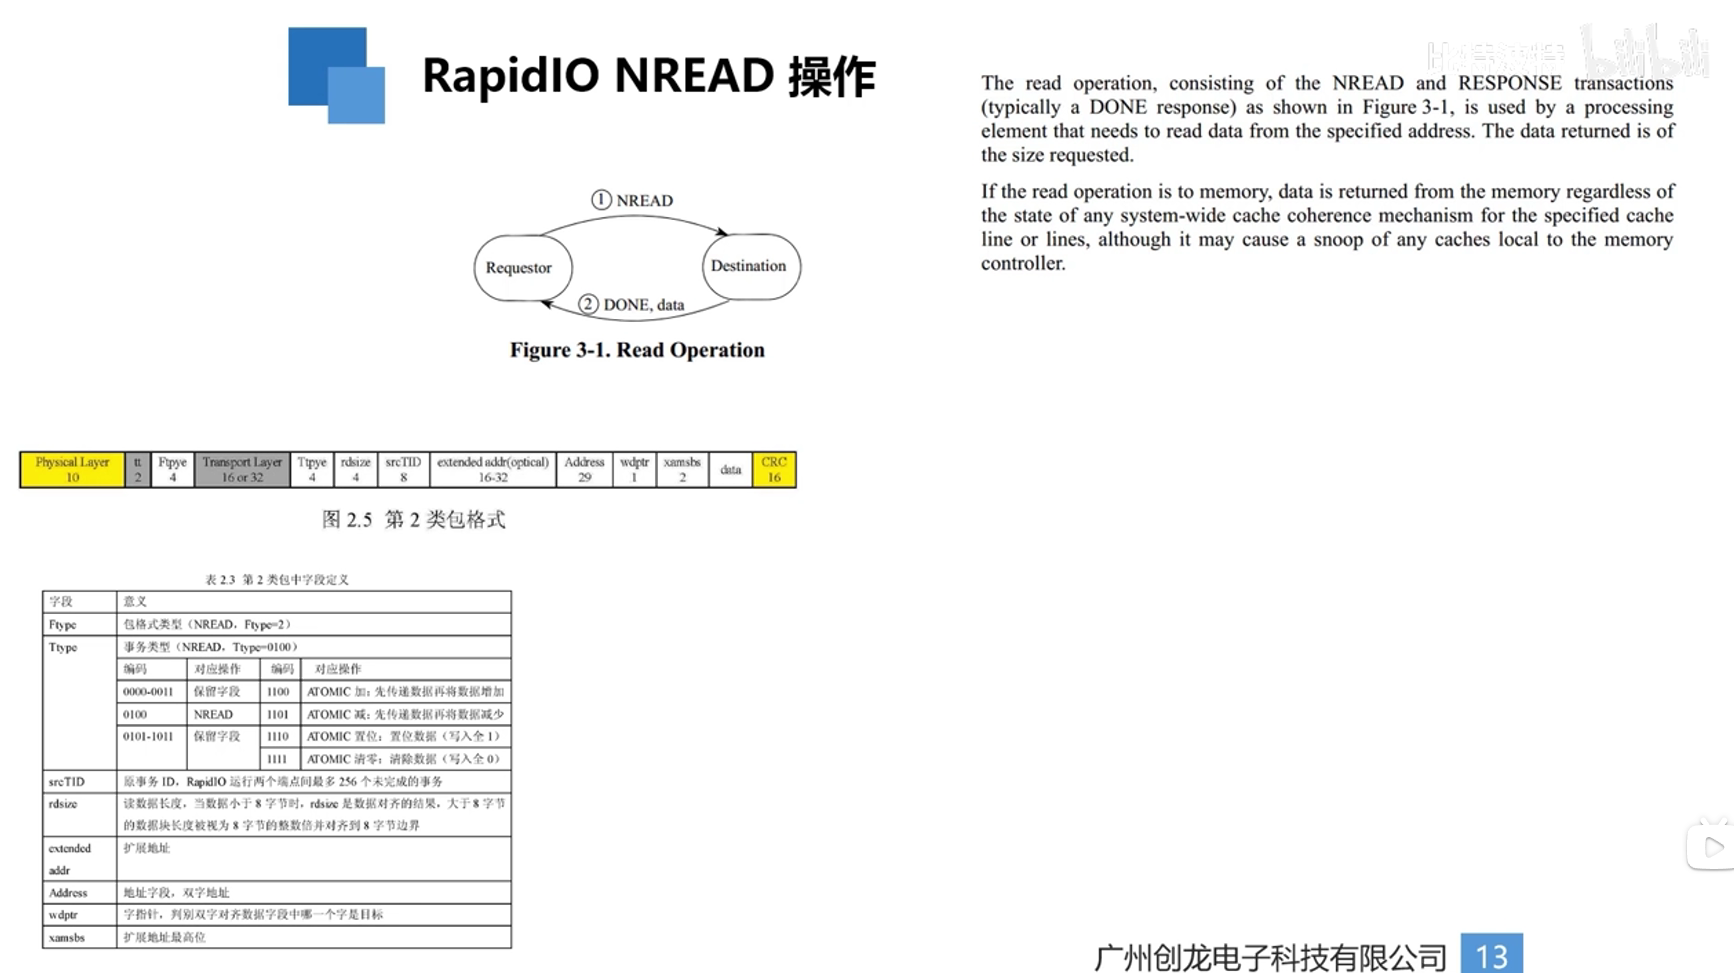 RapidIO NREAD 操作
The read operation, consisting of the NREAD and RESPONSE transactions
(typically a DONE response) as shown in Figure 3-1, is used by a processing
element that needs to read data from the specified address. The data returned is of
the size requested.
If the read operation is to memory, data is returned from the memory regardless of
the state of any system-wide cache coherence mechanism for the specified cache
line or lines, although it may cause a snoop of any caches local to the memory
controller.
① NREAD
Requestor
Destination
② DONE, data
Figure 3-1. Read Operation
Physical Layer tt Ftpye Transport Layer Ttpye rdsize srcTID extended addr(optical) Address wdptr xamsbs data CRC
10 2 4 16 or 32 4 4 8 16-32 29 1 2 16
图 2.5 第 2 类包格式
表 2.3 第 2 类包中字段定义
字段 意义
Ftype 包格式类型（NREAD，Ftype=2）
Ttype 事务类型（NREAD，Ttype=0100）
编码 对应操作 编码 对应操作
0000-0011 保留字段 1100 ATOMIC 加：先传递数据再将数据增加
0100 NREAD 1101 ATOMIC 减：先传递数据再将数据减少
0101-1011 保留字段 1110 ATOMIC 置位：置位数据（写入全 1）
1111 ATOMIC 清零：清除数据（写入全 0）
srcTID 原事务 ID，RapidIO 运行两个端点间最多 256 个未完成的事务
rdsize 读数据长度，当数据小于 8 字节时，rdsize 是数据对齐的结果，大于 8 字节
的数据块长度被视为 8 字节的整数倍并对齐到 8 字节边界
extended 扩展地址
addr
Address 地址字段，双字地址
wdptr 字指针，判别双字对齐数据字段中哪一个字是目标
xamsbs 扩展地址最高位
广州创龙电子科技有限公司 13
bilibili